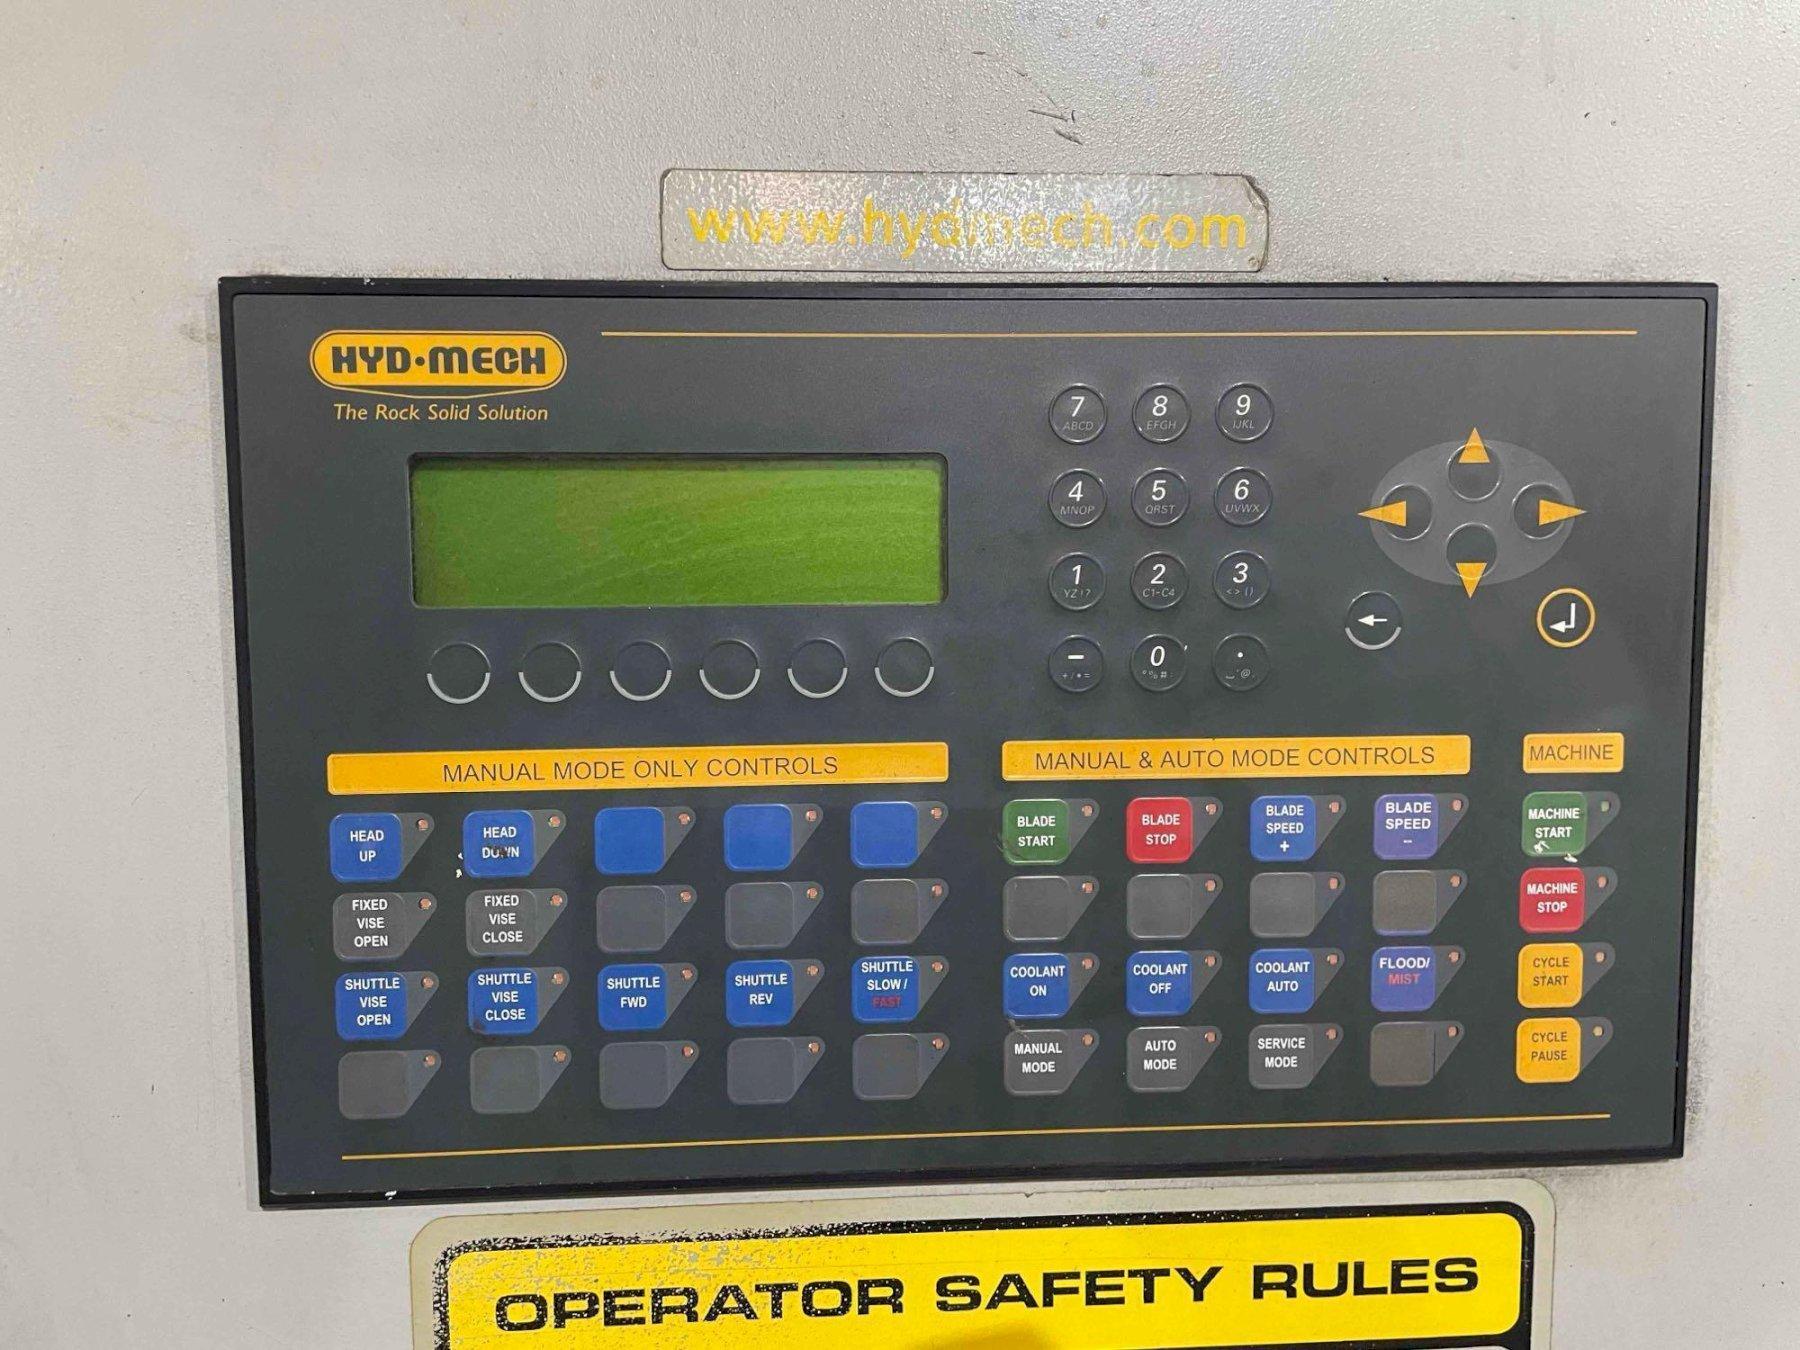 www.hydmech.com
HYD•MECH
The Rock Solid Solution
7 8 9
ABCD EFGH IJKL
4 5 6
MNOP QRST UVWX
1 2 3
YZ!? C1-C4 <>()
- 0 .
MANUAL MODE ONLY CONTROLS
MANUAL & AUTO MODE CONTROLS
MACHINE
HEAD
UP
HEAD
DOWN
BLADE
START
BLADE
STOP
BLADE
SPEED
+
BLADE
SPEED
-
MACHINE
START
FIXED
VISE
OPEN
FIXED
VISE
CLOSE
MACHINE
STOP
SHUTTLE
VISE
OPEN
SHUTTLE
VISE
CLOSE
SHUTTLE
FWD
SHUTTLE
REV
SHUTTLE
SLOW /
FAST
COOLANT
ON
COOLANT
OFF
COOLANT
AUTO
FLOOD/
MIST
CYCLE
START
MANUAL
MODE
AUTO
MODE
SERVICE
MODE
CYCLE
PAUSE
OPERATOR SAFETY RULES